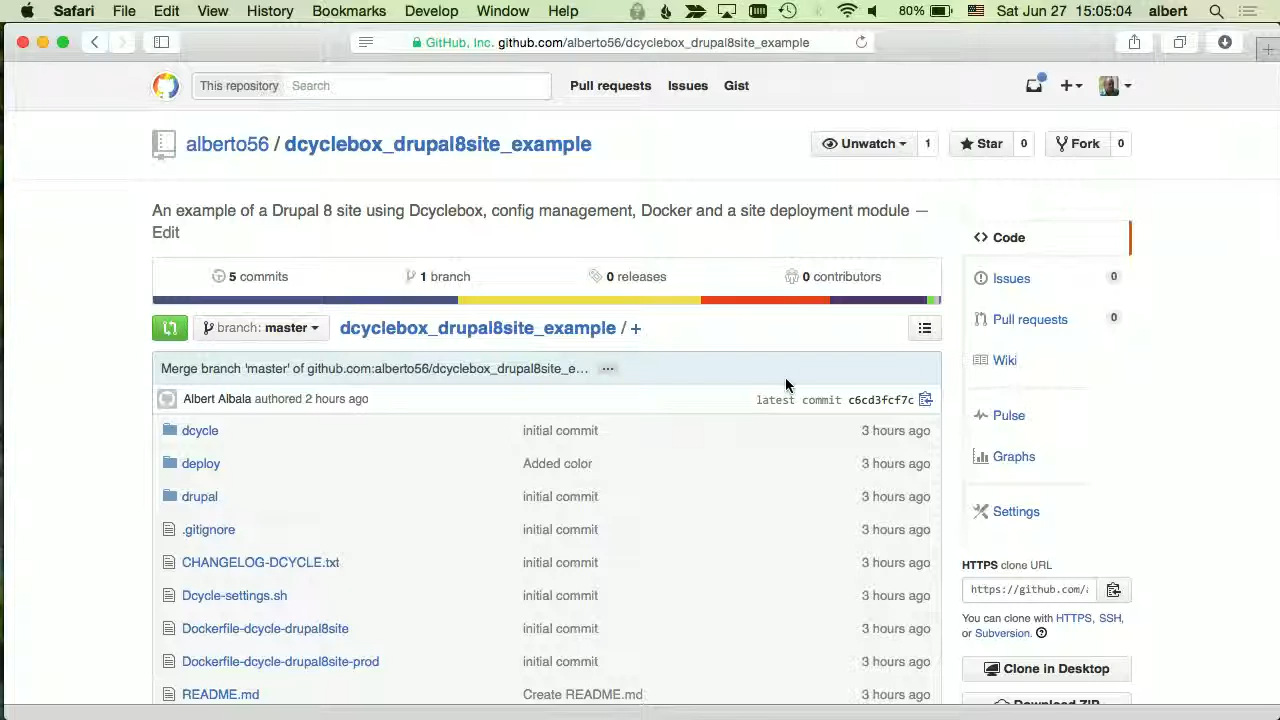 Safari File Edit View History Bookmarks Develop Window Help 80% Sat Jun 27 15:05:04 albert
GitHub, Inc. github.com/alberto56/dcyclebox_drupal8site_example
This repository Search Pull requests Issues Gist
alberto56 / dcyclebox_drupal8site_example Unwatch 1 Star 0 Fork 0
An example of a Drupal 8 site using Dcyclebox, config management, Docker and a site deployment module —
Edit
5 commits 1 branch 0 releases 0 contributors
branch: master dcyclebox_drupal8site_example / +
Merge branch 'master' of github.com:alberto56/dcyclebox_drupal8site_e... ...
Albert Albala authored 2 hours ago latest commit c6cd3fcf7c
dcycle initial commit 3 hours ago
deploy Added color 3 hours ago
drupal initial commit 3 hours ago
.gitignore initial commit 3 hours ago
CHANGELOG-DCYCLE.txt initial commit 3 hours ago
Dcycle-settings.sh initial commit 3 hours ago
Dockerfile-dcycle-drupal8site initial commit 3 hours ago
Dockerfile-dcycle-drupal8site-prod initial commit 3 hours ago
README.md Create README.md 3 hours ago
Code
Issues 0
Pull requests 0
Wiki
Pulse
Graphs
Settings
HTTPS clone URL
https://github.com/
You can clone with HTTPS, SSH,
or Subversion.
Clone in Desktop
Download ZIP